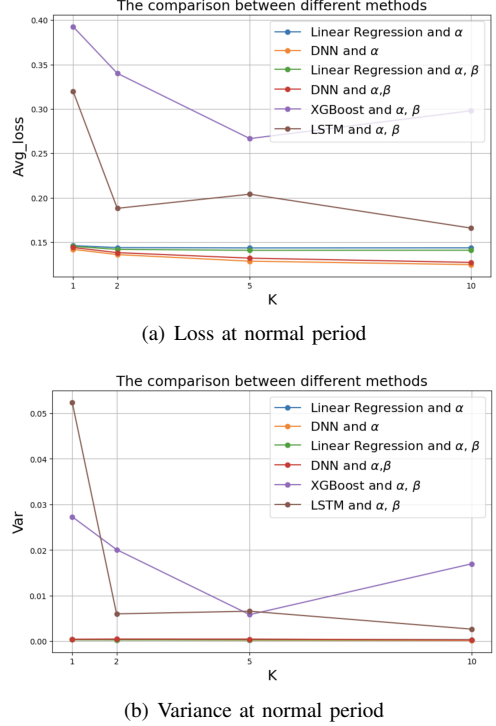 The comparison between different methods
0.40
0.35
0.30
0.25
0.20
0.15
Avg_loss
Linear Regression and α
DNN and α
Linear Regression and α, β
DNN and α,β
XGBoost and α, β
LSTM and α, β
1 2 5 10
K
(a) Loss at normal period
The comparison between different methods
0.05
0.04
0.03
0.02
0.01
0.00
Var
Linear Regression and α
DNN and α
Linear Regression and α, β
DNN and α,β
XGBoost and α, β
LSTM and α, β
1 2 5 10
K
(b) Variance at normal period